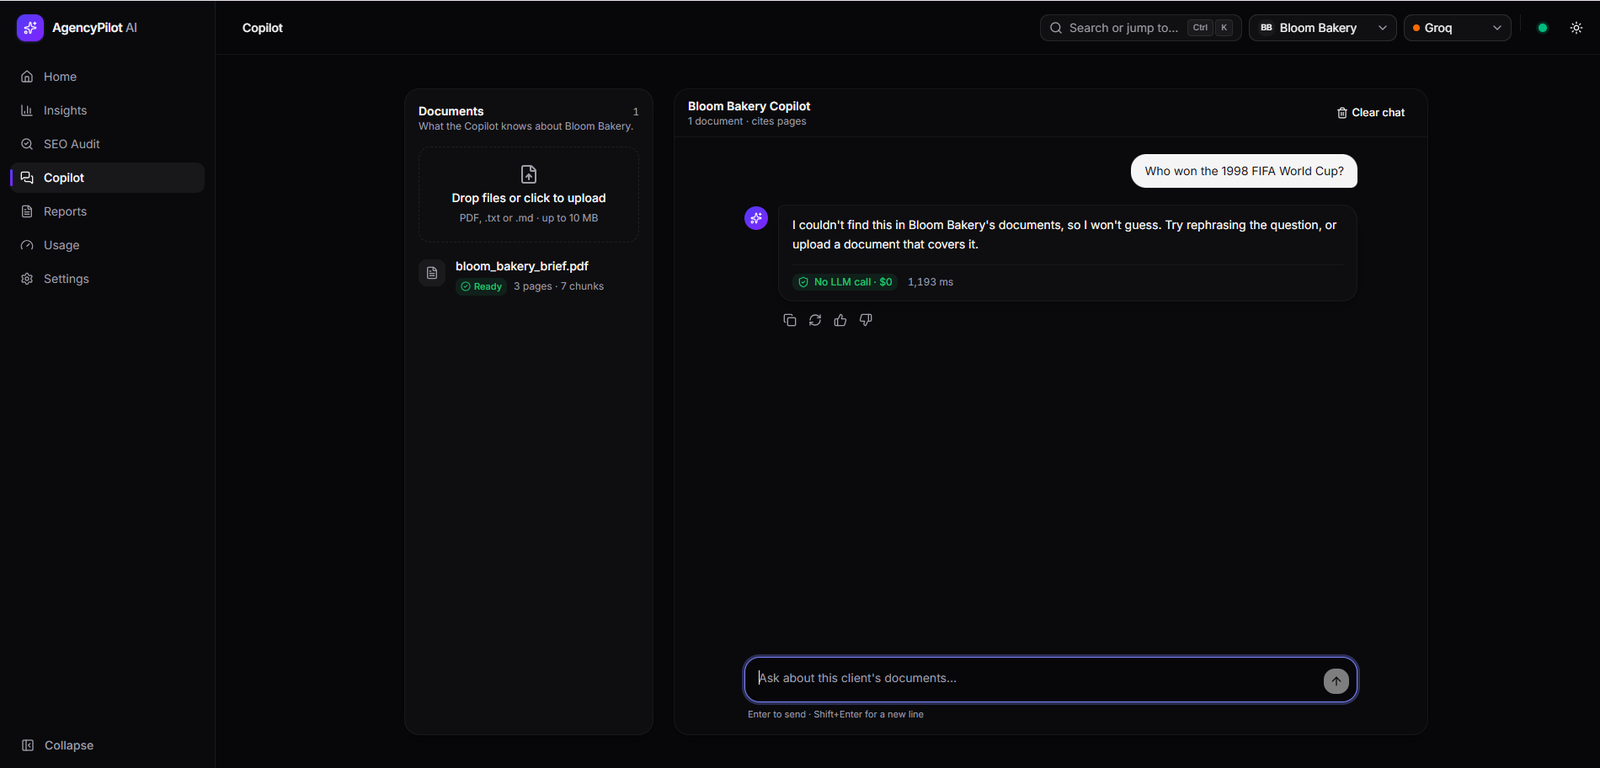 AgencyPilot AI
Home
Insights
SEO Audit
Copilot
Reports
Usage
Settings
Collapse
Copilot
Search or jump to... Ctrl K
BB Bloom Bakery
Groq
Documents 1
What the Copilot knows about Bloom Bakery.
Drop files or click to upload
PDF, .txt or .md · up to 10 MB
bloom_bakery_brief.pdf
Ready 3 pages · 7 chunks
Bloom Bakery Copilot
1 document · cites pages
Clear chat
Who won the 1998 FIFA World Cup?
I couldn't find this in Bloom Bakery's documents, so I won't guess. Try rephrasing the question, or
upload a document that covers it.
No LLM call · $0 1,193 ms
Ask about this client's documents...
Enter to send · Shift+Enter for a new line